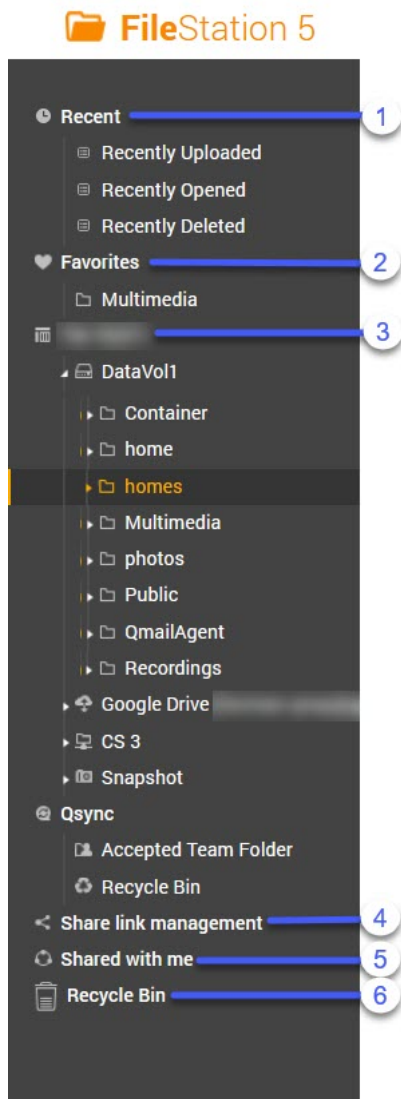 FileStation 5
Recent 1
Recently Uploaded
Recently Opened
Recently Deleted
Favorites 2
Multimedia
3
DataVol1
Container
home
homes
Multimedia
photos
Public
QmailAgent
Recordings
Google Drive
CS 3
Snapshot
Qsync
Accepted Team Folder
Recycle Bin
Share link management 4
Shared with me 5
Recycle Bin 6